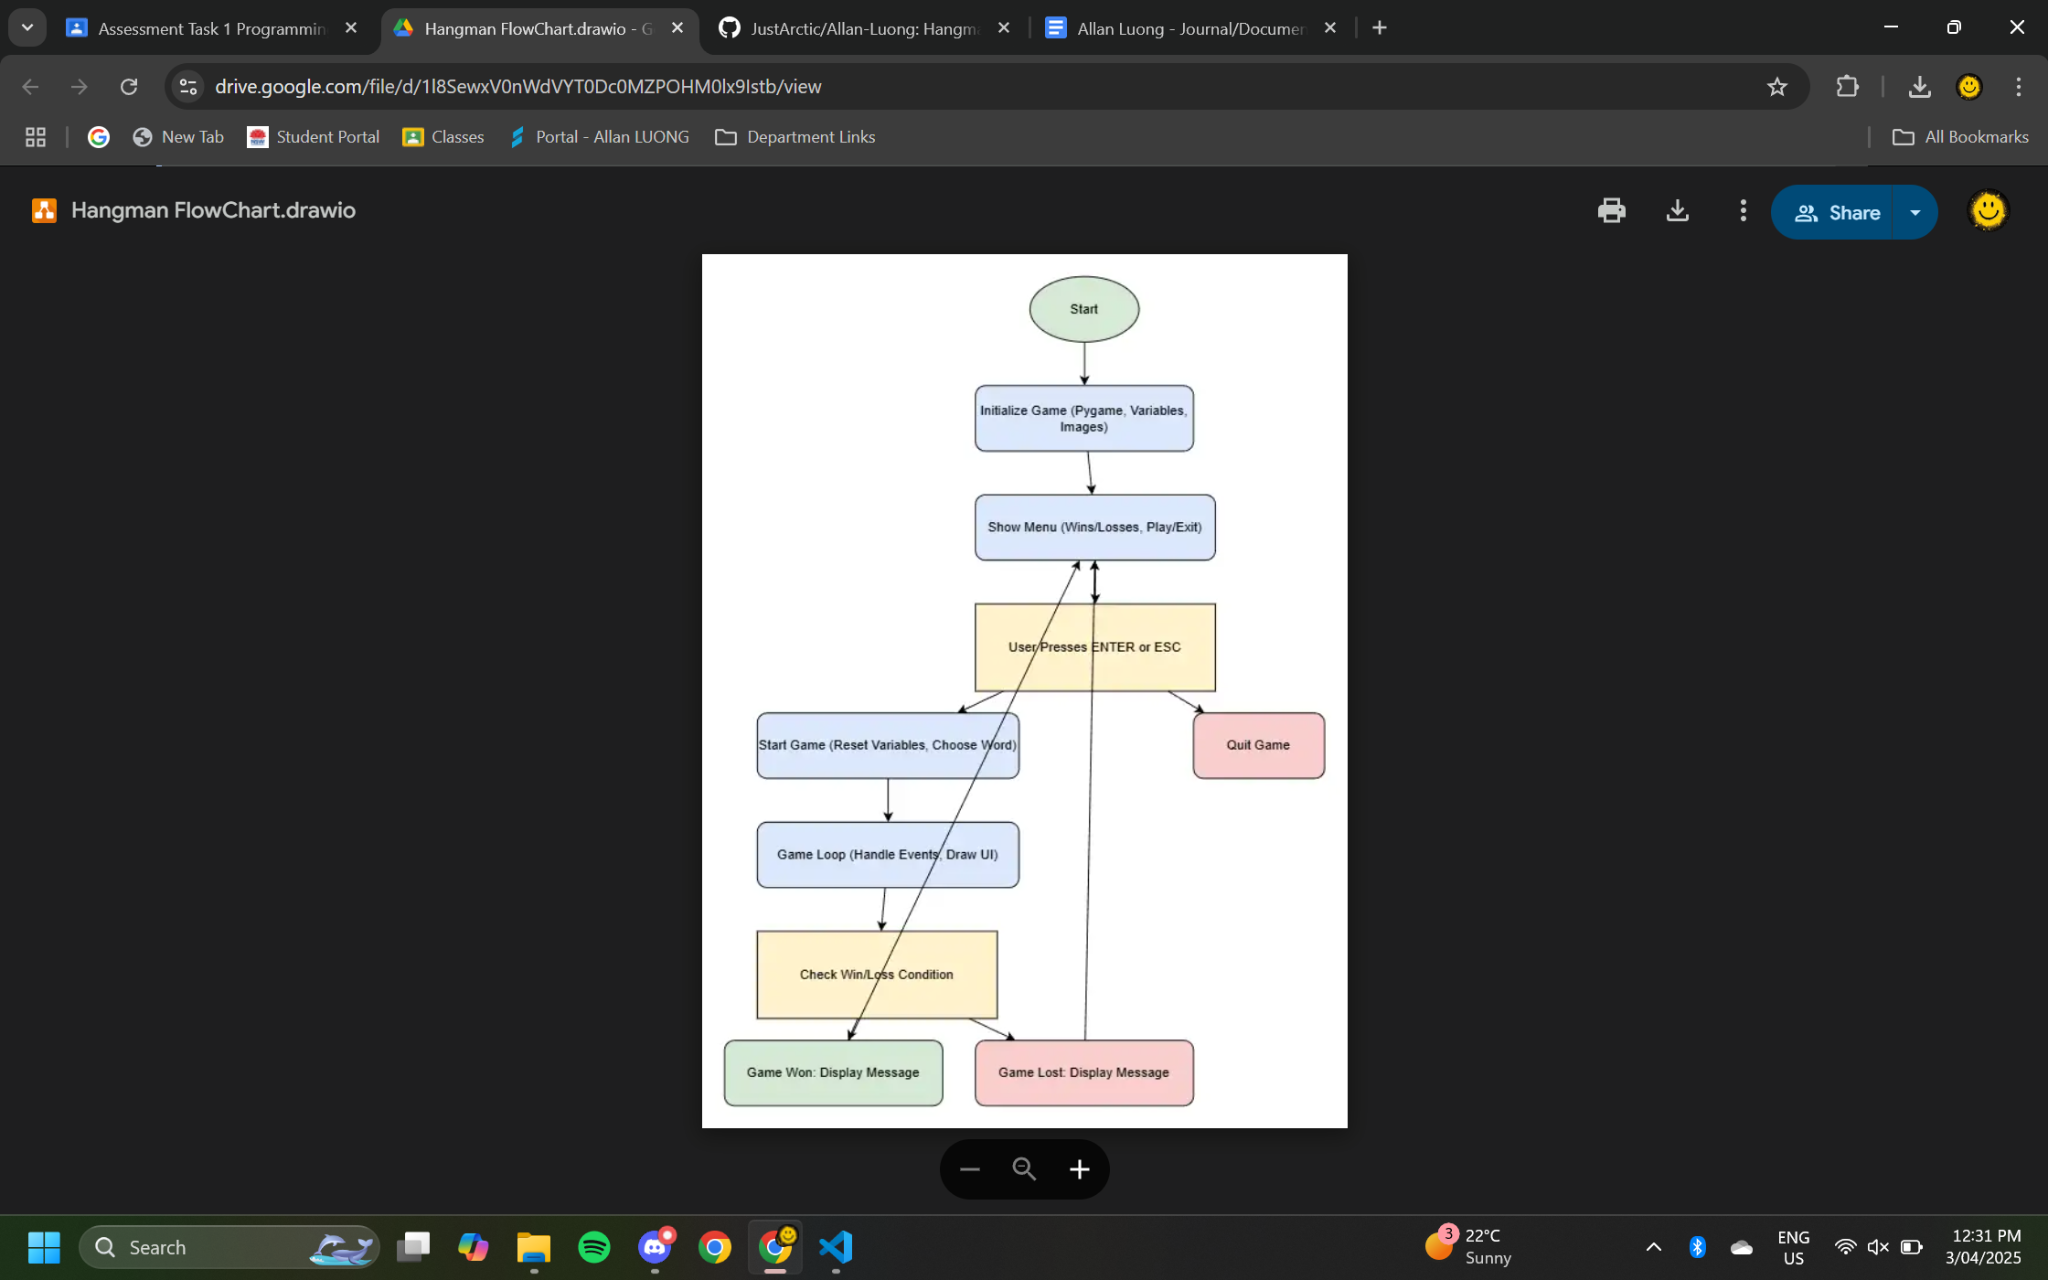 Assessment Task 1 Programmin
Hangman FlowChart.drawio - G
JustArctic/Allan-Luong: Hangma
Allan Luong - Journal/Documen
drive.google.com/file/d/1l8SewxV0nWdVYT0Dc0MZPOHM0lx9Istb/view
New Tab
Student Portal
Classes
Portal - Allan LUONG
Department Links
All Bookmarks
Hangman FlowChart.drawio
Share
Start
Initialize Game (Pygame, Variables,
Images)
Show Menu (Wins/Losses, Play/Exit)
User Presses ENTER or ESC
Start Game (Reset Variables, Choose Word)
Quit Game
Game Loop (Handle Events, Draw UI)
Check Win/Loss Condition
Game Won: Display Message
Game Lost: Display Message
Search
3
22°C
Sunny
ENG
US
12:31 PM
3/04/2025